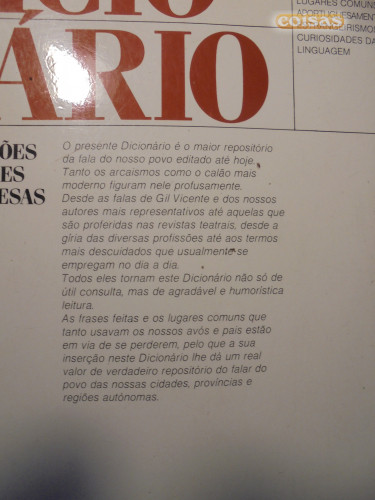 coisas
LUGARES COMUNS
APORTUGUESAMENT
CURIOSIDADES DA
LINGUAGEM
CIO
ÁRIO
ÕES
ES
ESAS
O presente Dicionário é o maior repositório
da fala do nosso povo editado até hoje.
Tanto os arcaísmos como o calão mais
moderno figuram nele profusamente.
Desde as falas de Gil Vicente e dos nossos
autores mais representativos até aquelas que
são proferidas nas revistas teatrais, desde a
gíria das diversas profissões até aos termos
mais descuidados que usualmente se
empregam no dia a dia.
Todos eles tornam este Dicionário não só de
útil consulta, mas de agradável e humorística
leitura.
As frases feitas e os lugares comuns que
tanto usavam os nossos avós e pais estão
em via de se perderem, pelo que a sua
inserção neste Dicionário lhe dá um real
valor de verdadeiro repositório do falar do
povo das nossas cidades, províncias e
regiões autónomas.